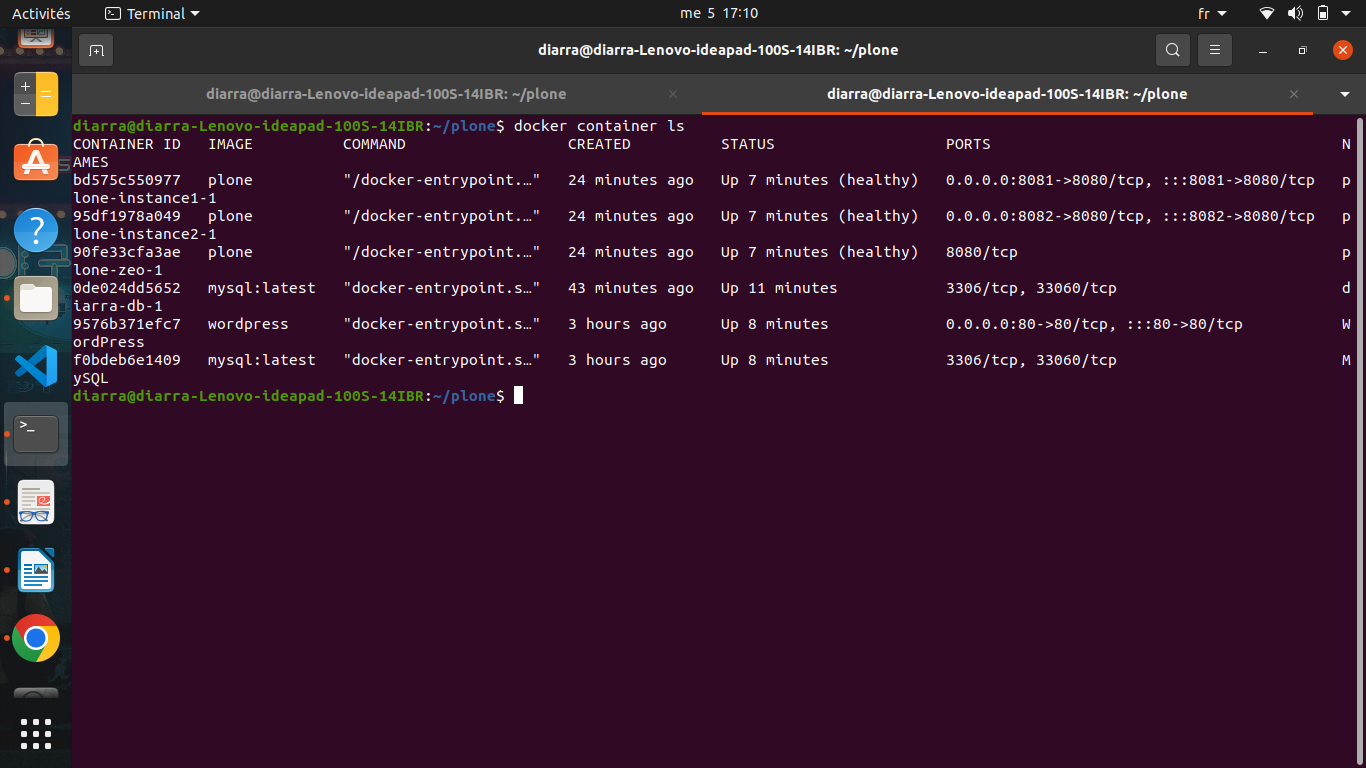 Activités Terminal me 5 17:10 fr
diarra@diarra-Lenovo-ideapad-100S-14IBR: ~/plone
diarra@diarra-Lenovo-ideapad-100S-14IBR: ~/plone diarra@diarra-Lenovo-ideapad-100S-14IBR: ~/plone
diarra@diarra-Lenovo-ideapad-100S-14IBR:~/plone$ docker container ls
CONTAINER ID IMAGE COMMAND CREATED STATUS PORTS N
AMES
bd575c550977 plone "/docker-entrypoint.…" 24 minutes ago Up 7 minutes (healthy) 0.0.0.0:8081->8080/tcp, :::8081->8080/tcp p
lone-instance1-1
95df1978a049 plone "/docker-entrypoint.…" 24 minutes ago Up 7 minutes (healthy) 0.0.0.0:8082->8080/tcp, :::8082->8080/tcp p
lone-instance2-1
90fe33cfa3ae plone "/docker-entrypoint.…" 24 minutes ago Up 7 minutes (healthy) 8080/tcp p
lone-zeo-1
0de024dd5652 mysql:latest "docker-entrypoint.s…" 43 minutes ago Up 11 minutes 3306/tcp, 33060/tcp d
iarra-db-1
9576b371efc7 wordpress "docker-entrypoint.s…" 3 hours ago Up 8 minutes 0.0.0.0:80->80/tcp, :::80->80/tcp W
ordPress
f0bdeb6e1409 mysql:latest "docker-entrypoint.s…" 3 hours ago Up 8 minutes 3306/tcp, 33060/tcp M
ySQL
diarra@diarra-Lenovo-ideapad-100S-14IBR:~/plone$